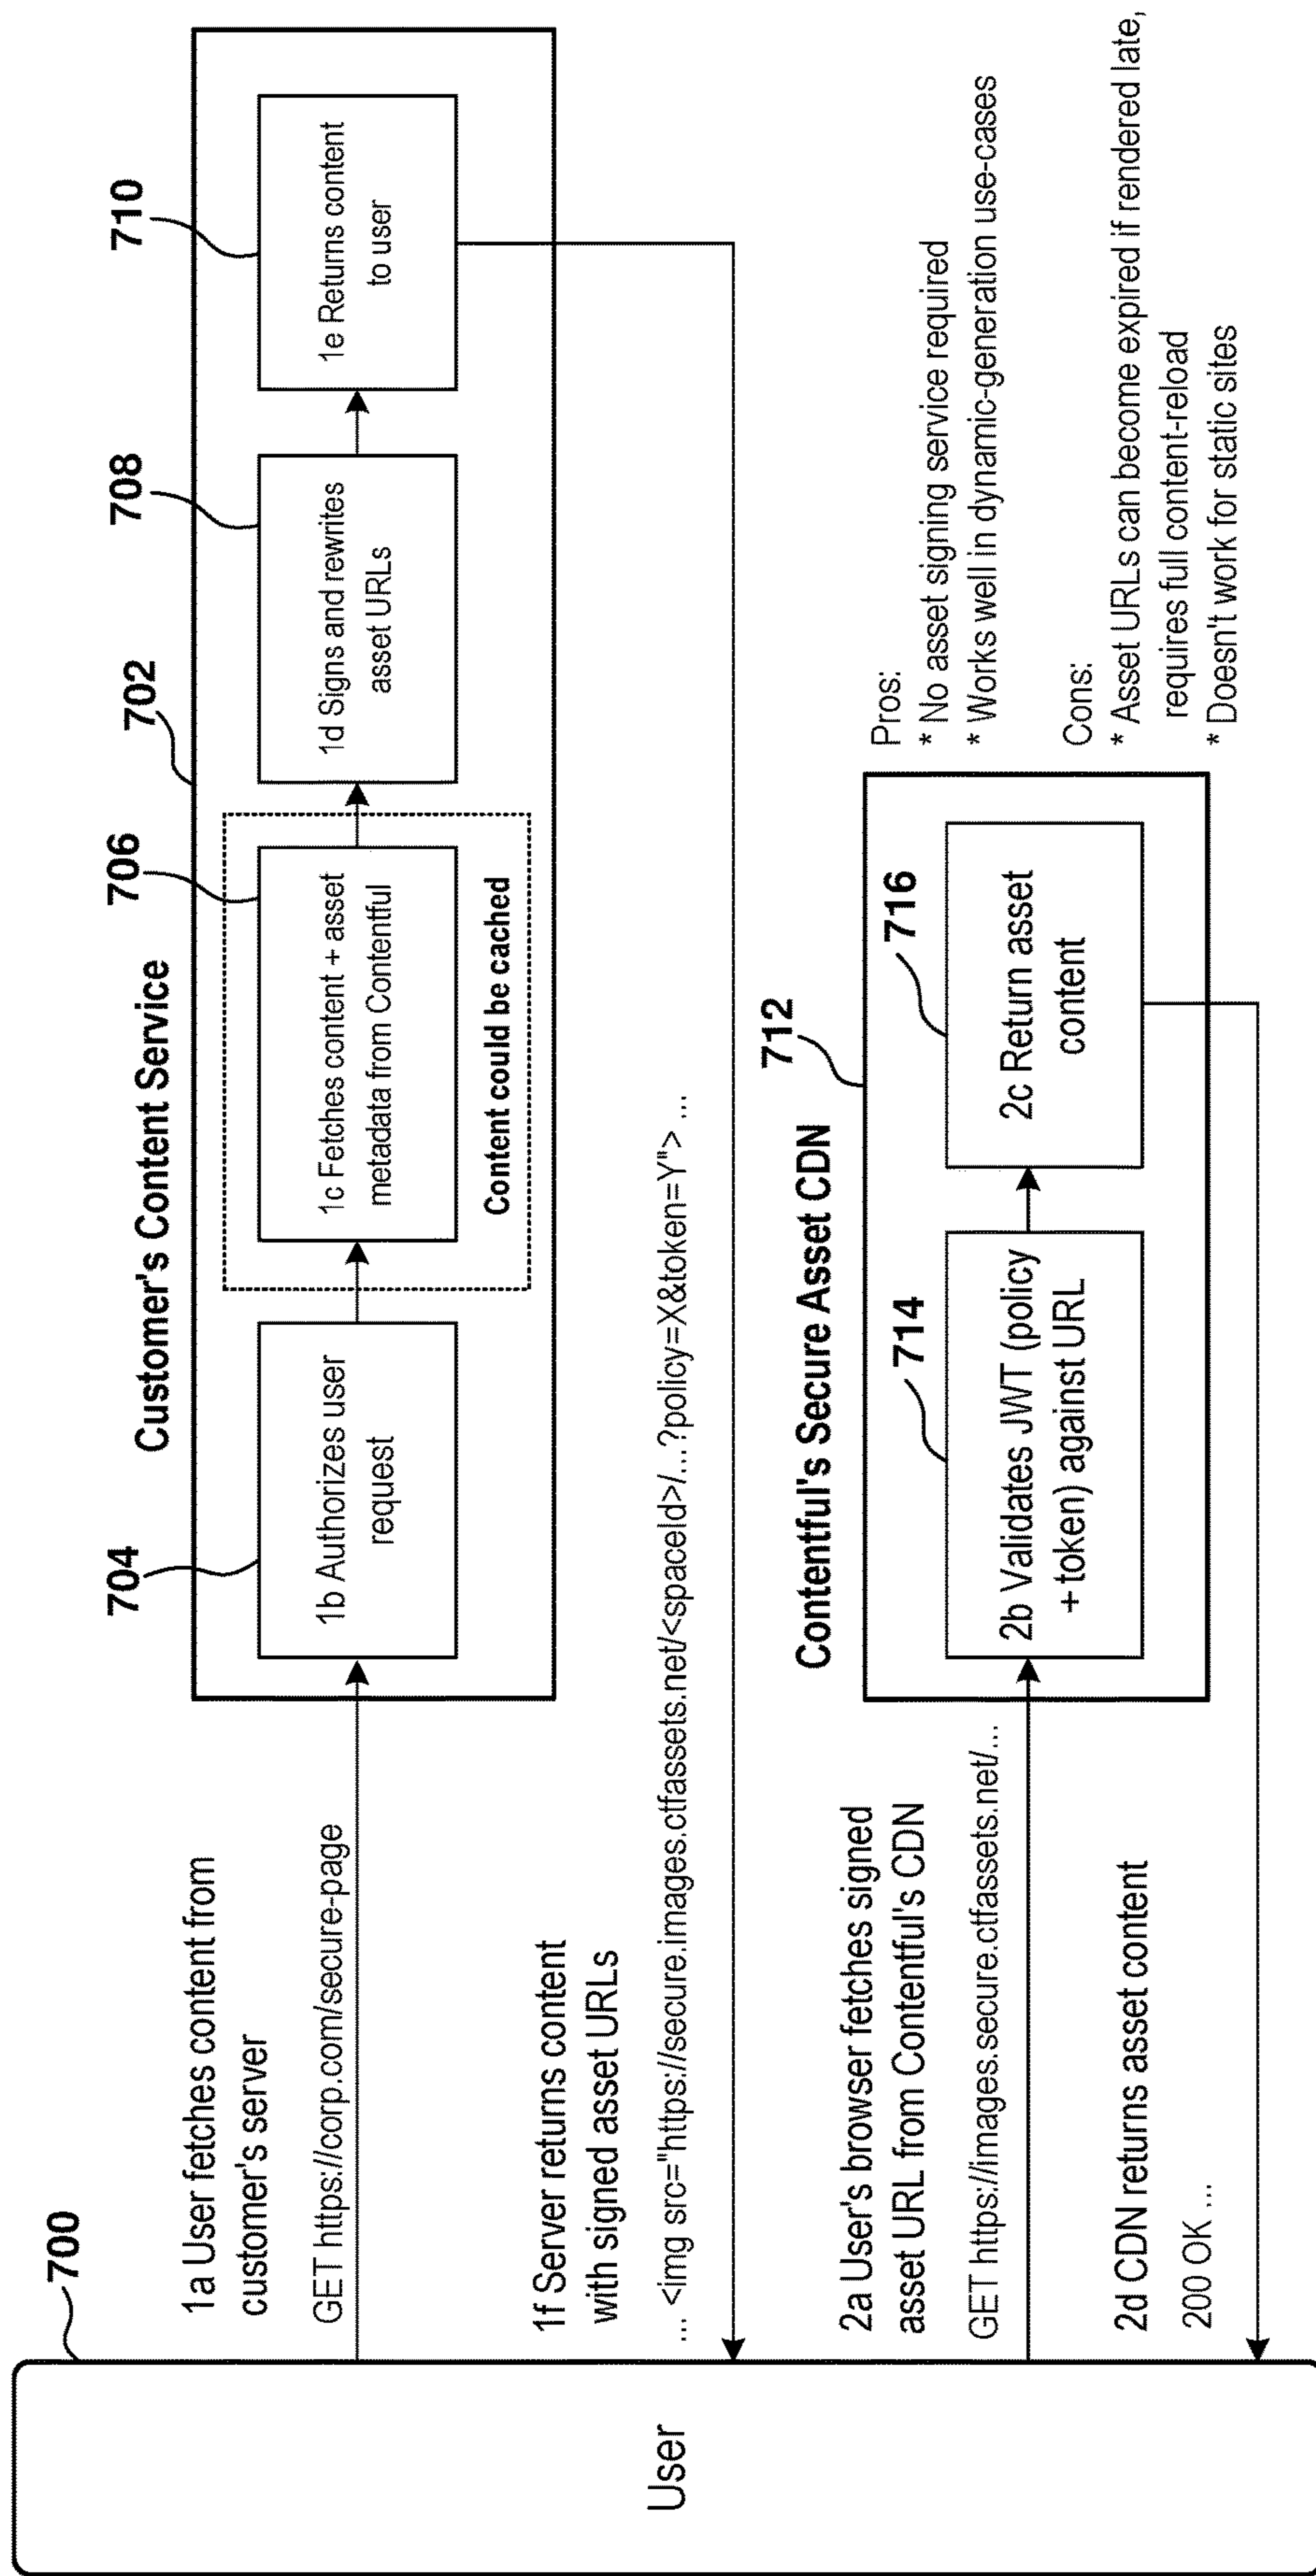 700
User
1a User fetches content from
customer's server
GET https://corp.com/secure-page
Customer's Content Service
702
704
1b Authorizes user
request
706
1c Fetches content + asset
metadata from Contentful
Content could be cached
708
1d Signs and rewrites
asset URLs
710
1e Returns content
to user
1f Server returns content
with signed asset URLs
... <img src="https://secure.images.ctfassets.net/<spaceId>/...?policy=X&token=Y"> ...
2a User's browser fetches signed
asset URL from Contentful's CDN
GET https://images.secure.ctfassets.net/...
Contentful's Secure Asset CDN
712
714
2b Validates JWT (policy
+ token) against URL
716
2c Return asset
content
2d CDN returns asset content
200 OK ...
Pros:
* No asset signing service required
* Works well in dynamic-generation use-cases
Cons:
* Asset URLs can become expired if rendered late,
requires full content-reload
* Doesn't work for static sites